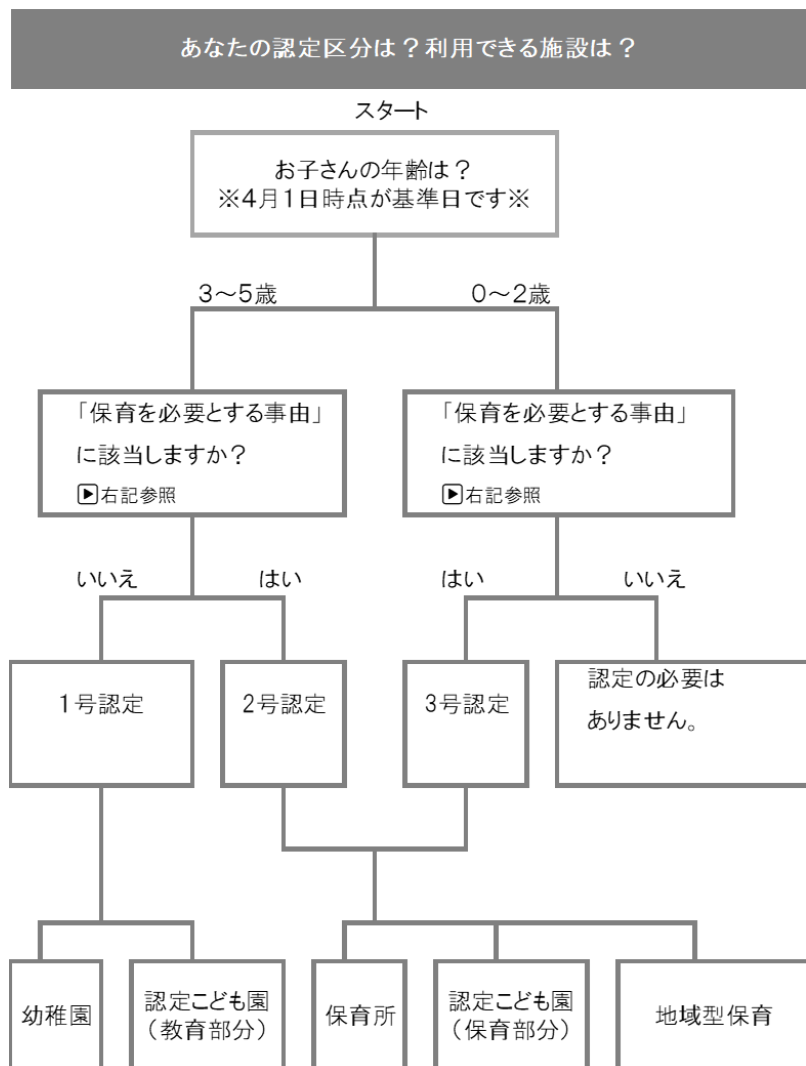 あなたの認定区分は？利用できる施設は？
スタート
お子さんの年齢は？
※4月1日時点が基準日です※
3～5歳
0～2歳
「保育を必要とする事由」
に該当しますか？
▶右記参照
「保育を必要とする事由」
に該当しますか？
▶右記参照
いいえ
はい
はい
いいえ
1号認定
2号認定
3号認定
認定の必要は
ありません。
幼稚園
認定こども園
（教育部分）
保育所
認定こども園
（保育部分）
地域型保育